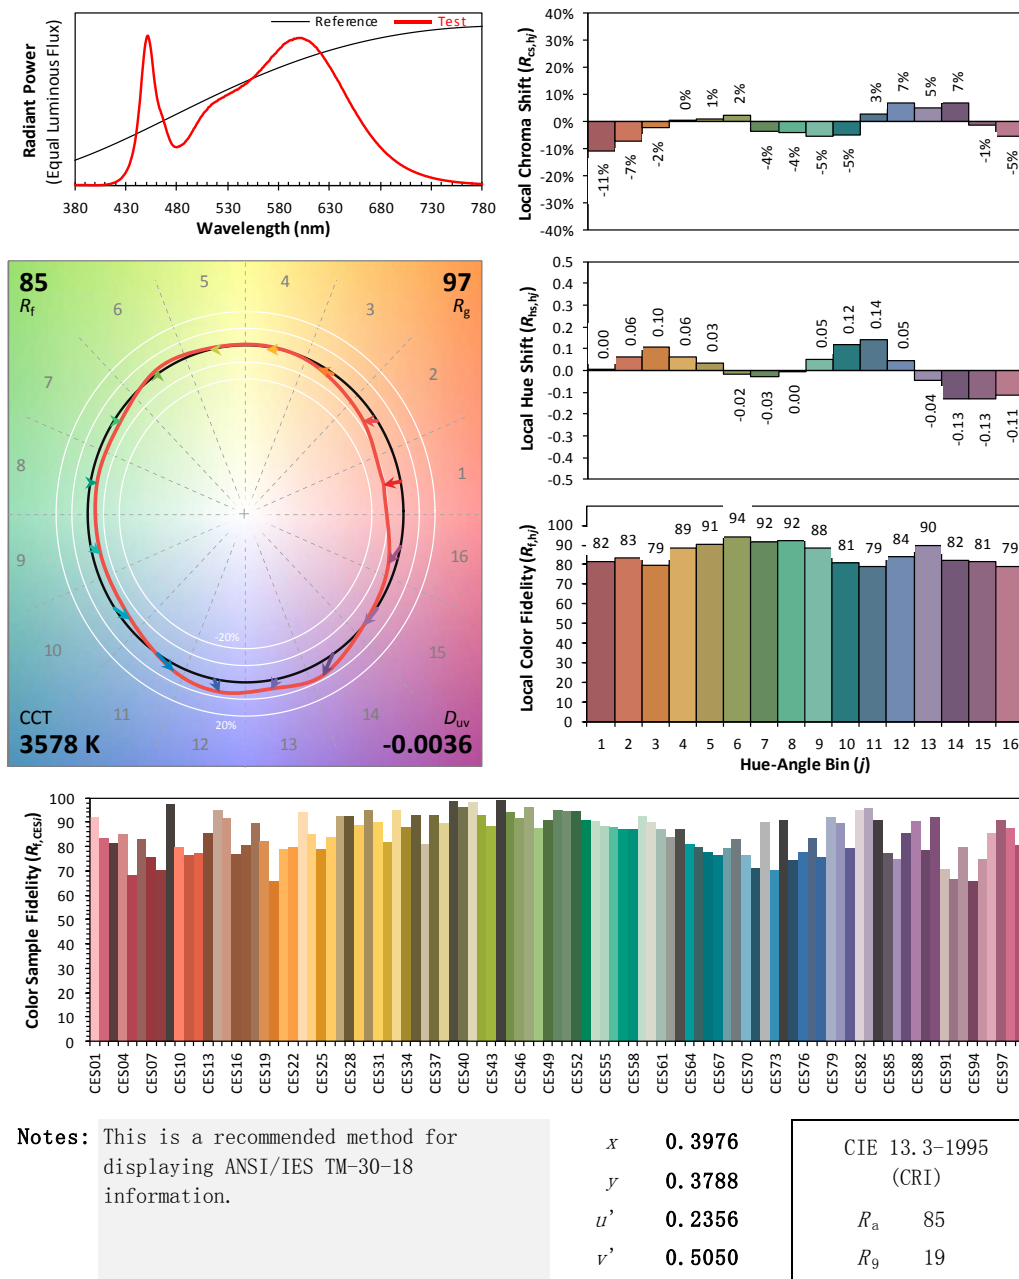 Reference Test
Radiant Power
(Equal Luminous Flux)
380 430 480 530 580 630 680 730 780
Wavelength (nm)
Local Chroma Shift (Rcs,hj)
40%
30%
20%
10%
0%
-10%
-20%
-30%
-40%
-11% -7% -2% 0% 1% 2% -4% -4% -5% -5% 3% 7% 5% 7% -1% -5%
85
Rf
97
Rg
1 2 3 4 5 6 7 8 9 10 11 12 13 14 15 16
-20%
20%
CCT
3578 K
Duv
-0.0036
Local Hue Shift (Rhs,hj)
0.5
0.4
0.3
0.2
0.1
0.0
-0.1
-0.2
-0.3
-0.4
-0.5
0.00 0.06 0.10 0.06 0.03 -0.02 -0.03 0.00 0.05 0.12 0.14 0.05 -0.04 -0.13 -0.13 -0.11
Local Color Fidelity (Rf,hj)
100
90
80
70
60
50
40
30
20
10
0
82 83 79 89 91 94 92 92 88 81 79 84 90 82 81 79
1 2 3 4 5 6 7 8 9 10 11 12 13 14 15 16
Hue-Angle Bin (j)
Color Sample Fidelity (Rf,CESi)
100
90
80
70
60
50
40
30
20
10
0
CES01 CES04 CES07 CES10 CES13 CES16 CES19 CES22 CES25 CES28 CES31 CES34 CES37 CES40 CES43 CES46 CES49 CES52 CES55 CES58 CES61 CES64 CES67 CES70 CES73 CES76 CES79 CES82 CES85 CES88 CES91 CES94 CES97
Notes: This is a recommended method for
displaying ANSI/IES TM-30-18
information.
x 0.3976
y 0.3788
u' 0.2356
v' 0.5050
CIE 13.3-1995
(CRI)
Ra 85
R9 19